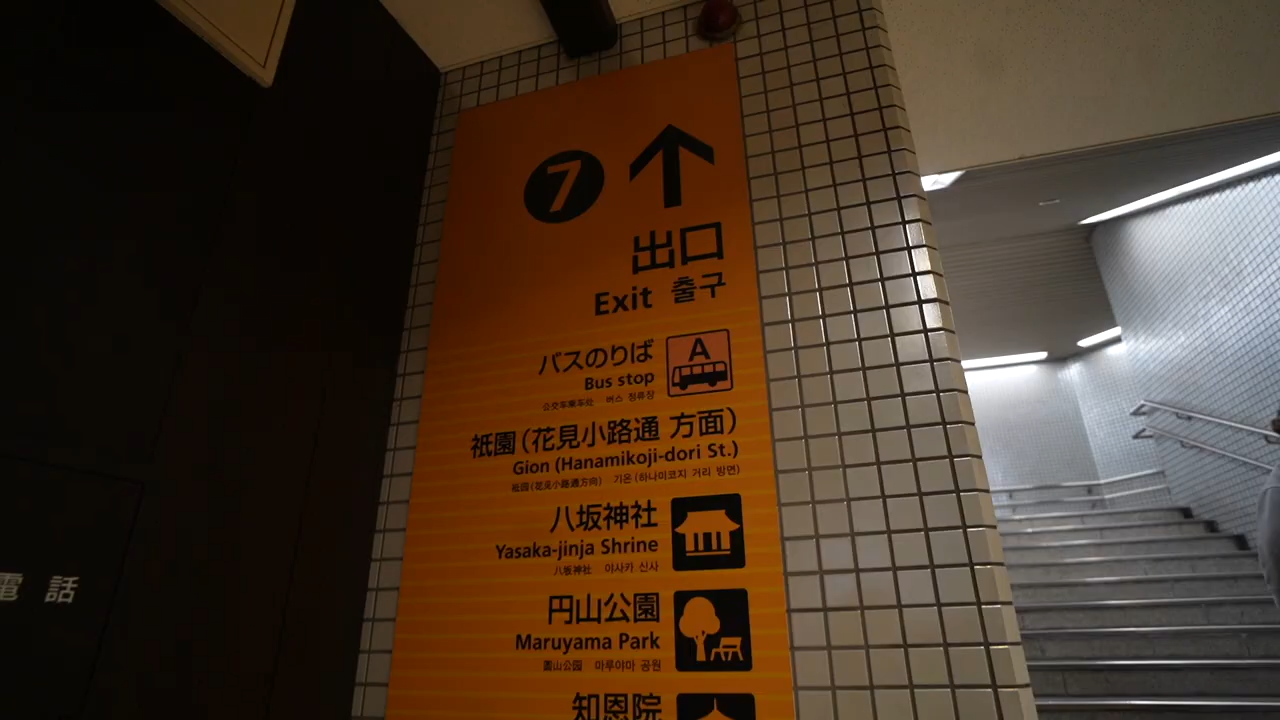 7
出口
Exit 출구
バスのりば
A
Bus stop
公交车乘车处 버스 정류장
祇園(花見小路通 方面)
Gion (Hanamikoji-dori St.)
祇园(花见小路通方向) 기온(하나미코지 거리 방면)
八坂神社
Yasaka-jinja Shrine
八坂神社 야사카 신사
円山公園
Maruyama Park
圆山公园 마루야마 공원
知恩院
電話